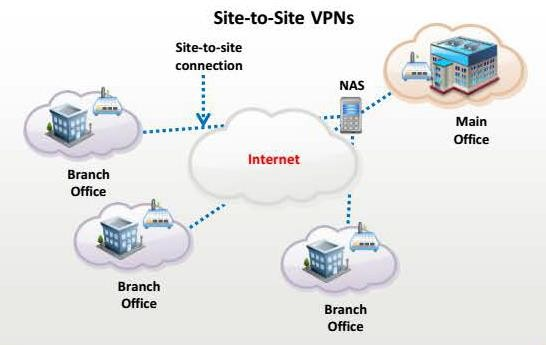 Site-to-Site VPNs
Site-to-site
connection
NAS
Main
Office
Internet
Branch
Office
Branch
Office
Branch
Office